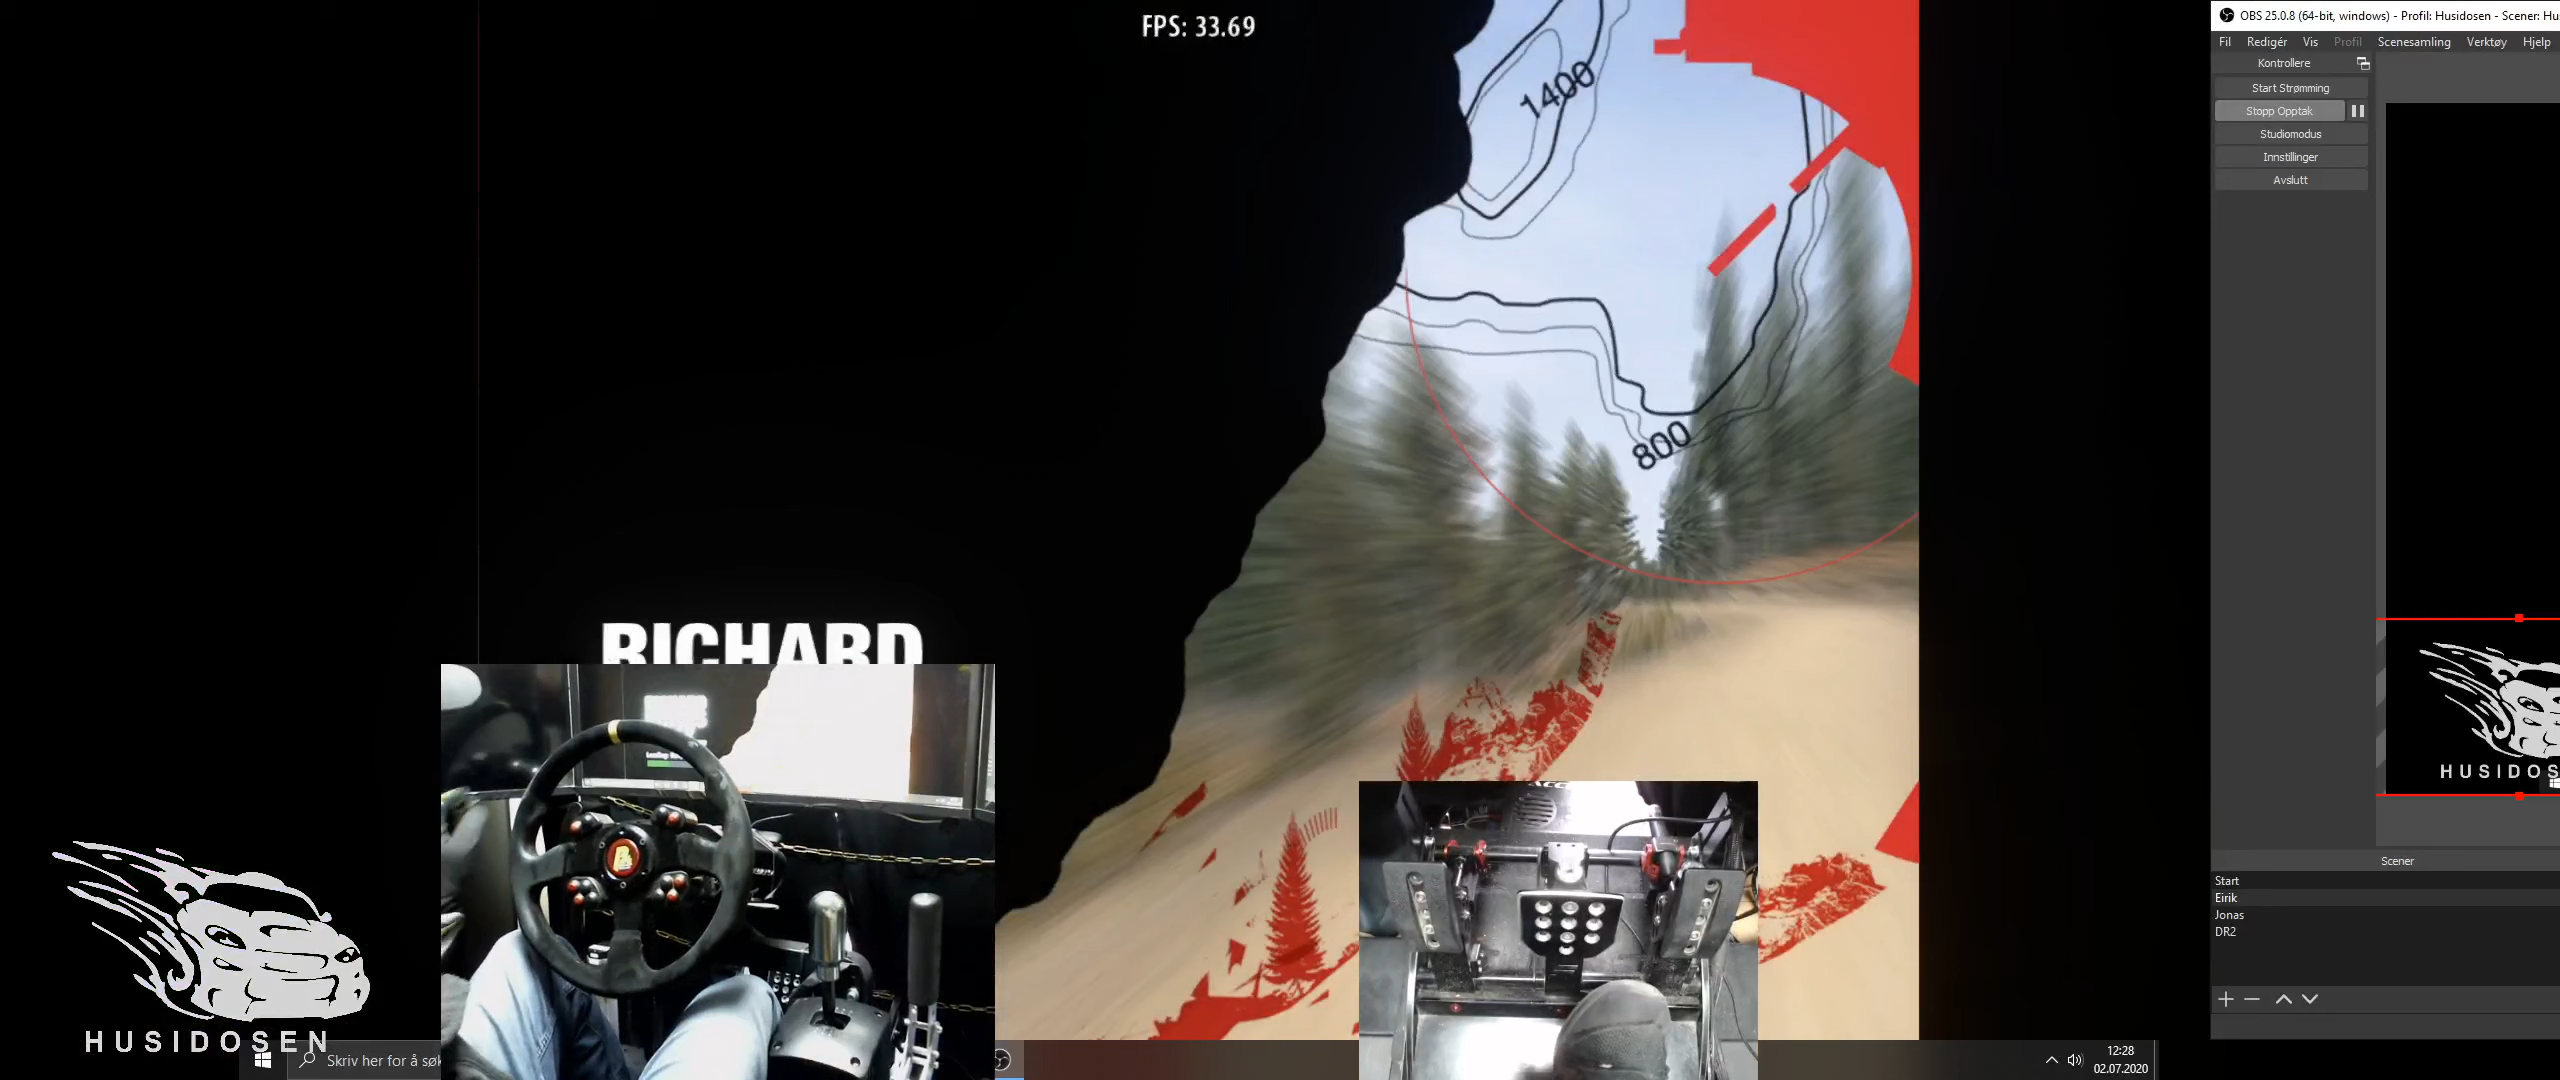 FPS: 33.69
1400
800
RICHARD
HUSIDOSEN
Skriv her for å søk
12:28
02.07.2020
OBS 25.0.8 (64-bit, windows) - Profil: Husidosen - Scener: Hu
Fil Redigér Vis Profil Scenesamling Verktøy Hjelp
Kontrollere
Start Strømming
Stopp Opptak
Studiomodus
Innstillinger
Avslutt
HUSIDOS
Scener
Start
Eirik
Jonas
DR2